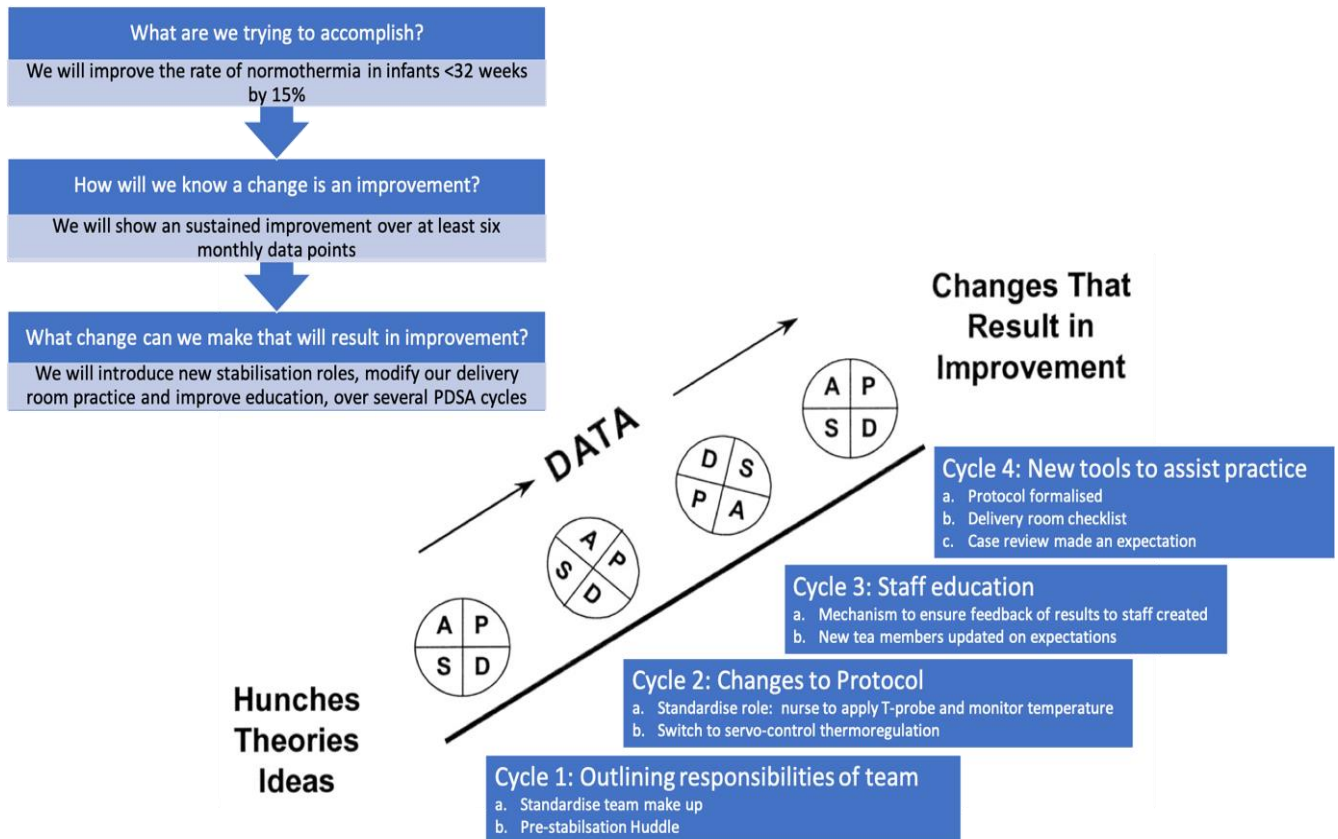 What are we trying to accomplish?
We will improve the rate of normothermia in infants <32 weeks
by 15%
How will we know a change is an improvement?
We will show an sustained improvement over at least six
monthly data points
What change can we make that will result in improvement?
We will introduce new stabilisation roles, modify our delivery
room practice and improve education, over several PDSA cycles
Changes That
Result in
Improvement
DATA
A P
S D
D S
P A
A P
S D
A P
S D
Hunches
Theories
Ideas
Cycle 4: New tools to assist practice
a. Protocol formalised
b. Delivery room checklist
c. Case review made an expectation
Cycle 3: Staff education
a. Mechanism to ensure feedback of results to staff created
b. New tea members updated on expectations
Cycle 2: Changes to Protocol
a. Standardise role: nurse to apply T-probe and monitor temperature
b. Switch to servo-control thermoregulation
Cycle 1: Outlining responsibilities of team
a. Standardise team make up
b. Pre-stabilsation Huddle